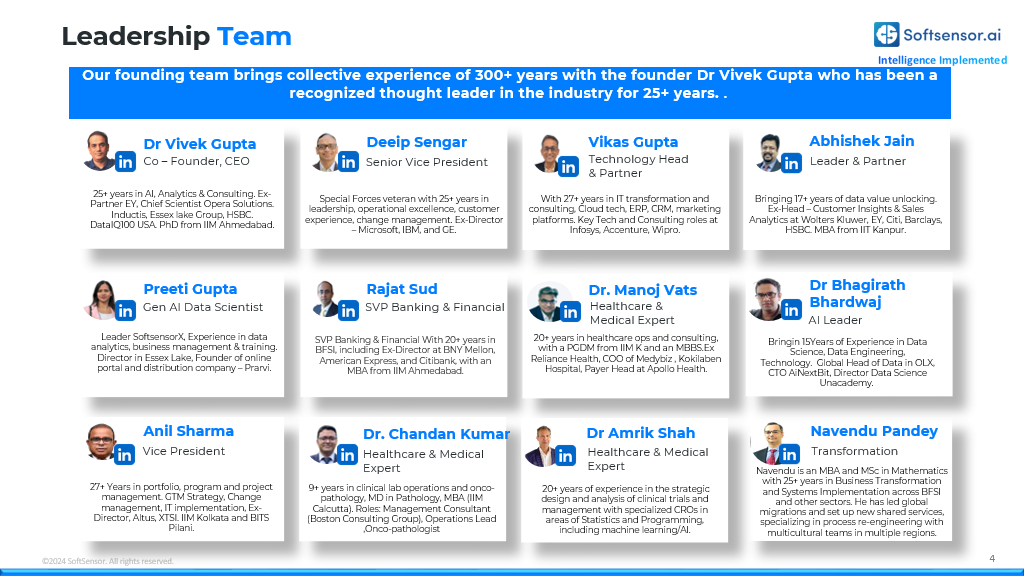 Leadership Team
Softsensor.ai
Intelligence Implemented
Our founding team brings collective experience of 300+ years with the founder Dr Vivek Gupta who has been a
recognized thought leader in the industry for 25+ years. .
Dr Vivek Gupta
Co – Founder, CEO
25+ years in AI, Analytics & Consulting. Ex-
Partner EY, Chief Scientist Opera Solutions.
Inductis, Essex lake Group, HSBC.
DataIQ100 USA. PhD from IIM Ahmedabad.
Deeip Sengar
Senior Vice President
Special Forces veteran with 25+ years in
leadership, operational excellence, customer
experience, change management. Ex-Director
– Microsoft, IBM, and GE.
Vikas Gupta
Technology Head
& Partner
With 27+ years in IT transformation and
consulting, Cloud tech, ERP, CRM, marketing
platforms. Key Tech and Consulting roles at
Infosys, Accenture, Wipro.
Abhishek Jain
Leader & Partner
Bringing 17+ years of data value unlocking.
Ex-Head – Customer Insights & Sales
Analytics at Wolters Kluwer, EY, Citi, Barclays,
HSBC. MBA from IIT Kanpur.
Preeti Gupta
Gen AI Data Scientist
Leader SoftsensorX, Experience in data
analytics, business management & training.
Director in Essex Lake, Founder of online
portal and distribution company – Prarvi.
Rajat Sud
SVP Banking & Financial
SVP Banking & Financial With 20+ years in
BFSI, including Ex-Director at BNY Mellon,
American Express, and Citibank, with an
MBA from IIM Ahmedabad.
Dr. Manoj Vats
Healthcare &
Medical Expert
20+ years in healthcare ops and consulting,
with a PGDM from IIM K and an MBBS.Ex
Reliance Health, COO of Medybiz , Kokilaben
Hospital, Payer Head at Apollo Health.
Dr Bhagirath
Bhardwaj
AI Leader
Bringin 15Years of Experience in Data
Science, Data Engineering,
Technology. Global Head of Data in OLX,
CTO AiNextBit, Director Data Science
Unacademy.
Anil Sharma
Vice President
27+ Years in portfolio, program and project
management. GTM Strategy, Change
management, IT implementation, Ex-
Director, Altus, XTSI. IIM Kolkata and BITS
Pilani.
Dr. Chandan Kumar
Healthcare & Medical
Expert
9+ years in clinical lab operations and onco-
pathology, MD in Pathology, MBA (IIM
Calcutta). Roles: Management Consultant
(Boston Consulting Group), Operations Lead
,Onco-pathologist
Dr Amrik Shah
Healthcare & Medical
Expert
20+ years of experience in the strategic
design and analysis of clinical trials and
management with specialized CROs in
areas of Statistics and Programming,
including machine learning/AI.
Navendu Pandey
Transformation
Navendu is an MBA and MSc in Mathematics
with 25+ years in Business Transformation
and Systems Implementation across BFSI
and other sectors. He has led global
migrations and set up new shared services,
specializing in process re-engineering with
multicultural teams in multiple regions.
©2024 SoftSensor. All rights reserved.
4